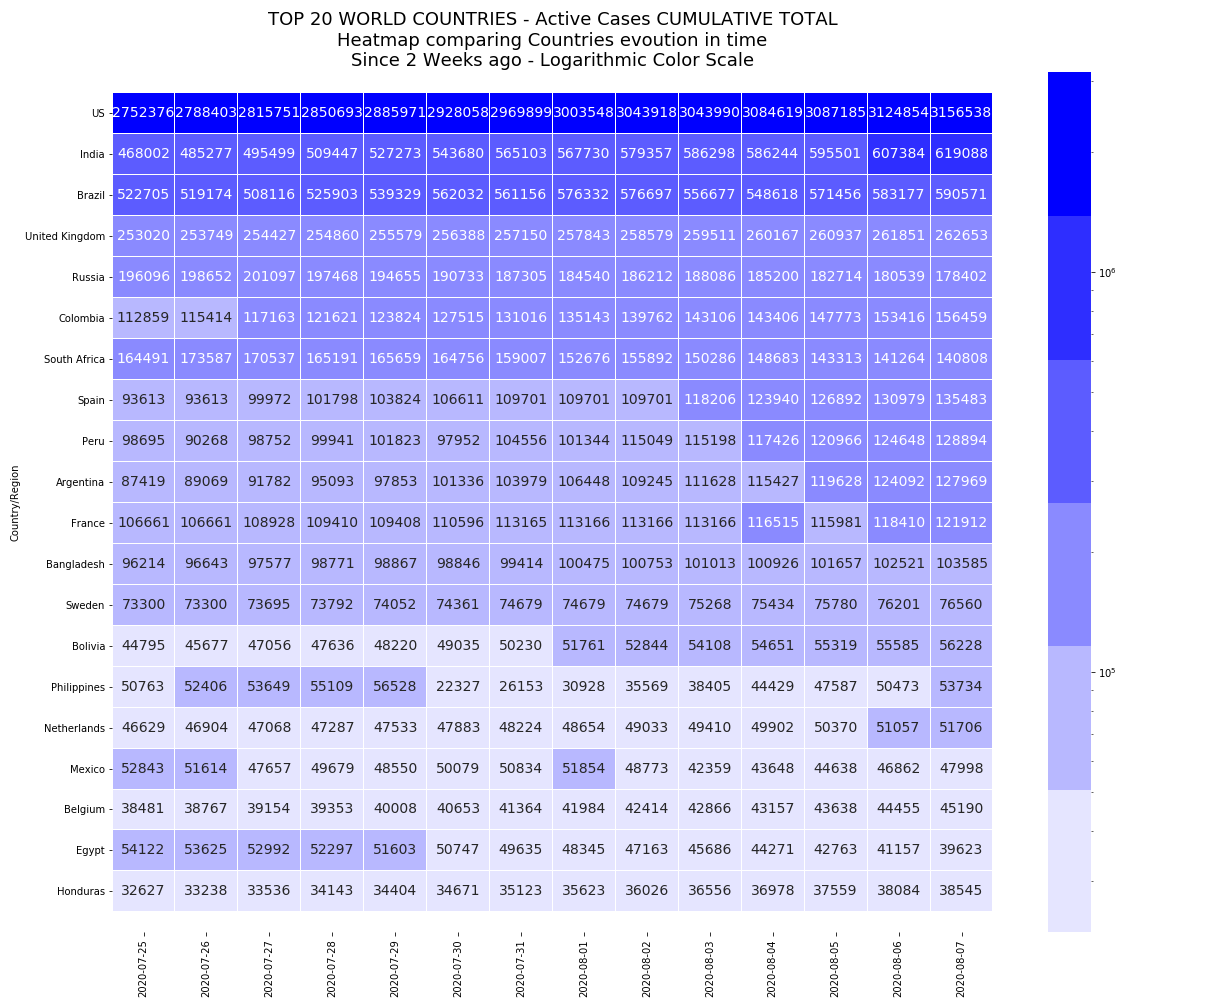 TOP 20 WORLD COUNTRIES - Active Cases CUMULATIVE TOTAL
Heatmap comparing Countries evoution in time
Since 2 Weeks ago - Logarithmic Color Scale
US 2752376 2788403 2815751 2850693 2885971 2928058 2969899 3003548 3043918 3043990 3084619 3087185 3124854 3156538
India 468002 485277 495499 509447 527273 543680 565103 567730 579357 586298 586244 595501 607384 619088
Brazil 522705 519174 508116 525903 539329 562032 561156 576332 576697 556677 548618 571456 583177 590571
United Kingdom 253020 253749 254427 254860 255579 256388 257150 257843 258579 259511 260167 260937 261851 262653
Russia 196096 198652 201097 197468 194655 190733 187305 184540 186212 188086 185200 182714 180539 178402
Colombia 112859 115414 117163 121621 123824 127515 131016 135143 139762 143106 143406 147773 153416 156459
South Africa 164491 173587 170537 165191 165659 164756 159007 152676 155892 150286 148683 143313 141264 140808
Spain 93613 93613 99972 101798 103824 106611 109701 109701 109701 118206 123940 126892 130979 135483
Peru 98695 90268 98752 99941 101823 97952 104556 101344 115049 115198 117426 120966 124648 128894
Argentina 87419 89069 91782 95093 97853 101336 103979 106448 109245 111628 115427 119628 124092 127969
France 106661 106661 108928 109410 109408 110596 113165 113166 113166 113166 116515 115981 118410 121912
Bangladesh 96214 96643 97577 98771 98867 98846 99414 100475 100753 101013 100926 101657 102521 103585
Sweden 73300 73300 73695 73792 74052 74361 74679 74679 74679 75268 75434 75780 76201 76560
Bolivia 44795 45677 47056 47636 48220 49035 50230 51761 52844 54108 54651 55319 55585 56228
Philippines 50763 52406 53649 55109 56528 22327 26153 30928 35569 38405 44429 47587 50473 53734
Netherlands 46629 46904 47068 47287 47533 47883 48224 48654 49033 49410 49902 50370 51057 51706
Mexico 52843 51614 47657 49679 48550 50079 50834 51854 48773 42359 43648 44638 46862 47998
Belgium 38481 38767 39154 39353 40008 40653 41364 41984 42414 42866 43157 43638 44455 45190
Egypt 54122 53625 52992 52297 51603 50747 49635 48345 47163 45686 44271 42763 41157 39623
Honduras 32627 33238 33536 34143 34404 34671 35123 35623 36026 36556 36978 37559 38084 38545
Country/Region
2020-07-25 2020-07-26 2020-07-27 2020-07-28 2020-07-29 2020-07-30 2020-07-31 2020-08-01 2020-08-02 2020-08-03 2020-08-04 2020-08-05 2020-08-06 2020-08-07
10⁶
10⁵